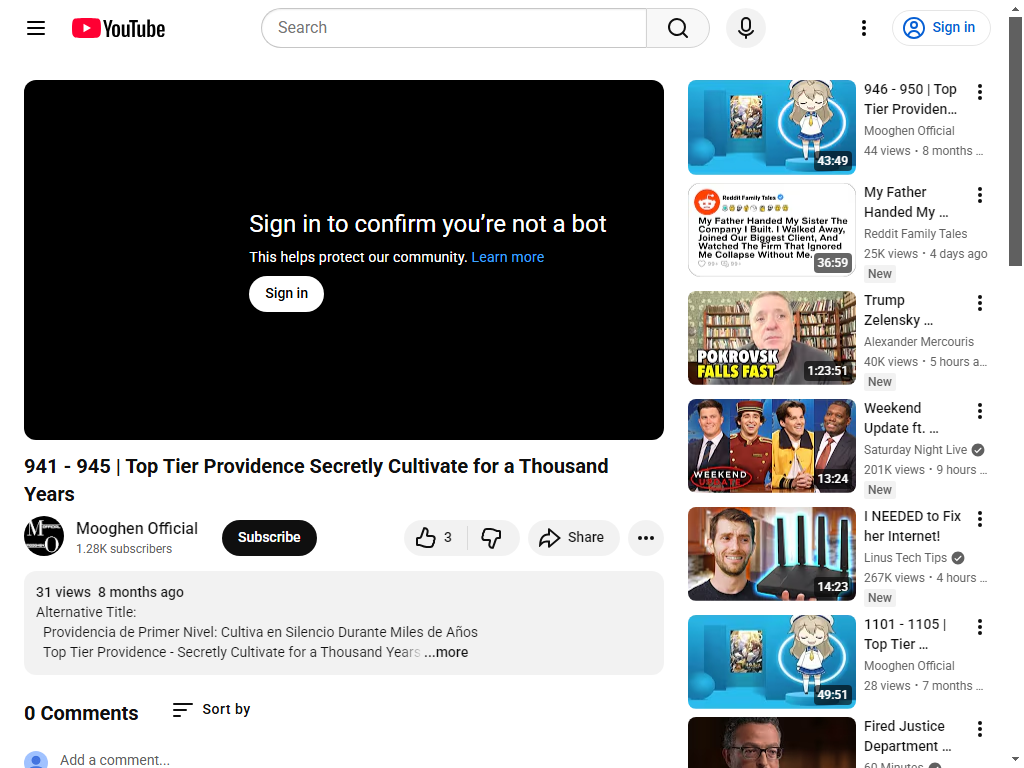 YouTube
Search
Sign in
Sign in to confirm you’re not a bot
This helps protect our community. Learn more
Sign in
941 - 945 | Top Tier Providence Secretly Cultivate for a Thousand
Years
Mooghen Official
1.28K subscribers
Subscribe
3
Share
31 views 8 months ago
Alternative Title:
Providencia de Primer Nivel: Cultiva en Silencio Durante Miles de Años
Top Tier Providence - Secretly Cultivate for a Thousand Years ...more
0 Comments
Sort by
Add a comment...
43:49
946 - 950 | Top
Tier Providen...
Mooghen Official
44 views • 8 months ...
Reddit Family Tales
My Father Handed My Sister The
Company I Built. I Walked Away,
Joined Our Biggest Client, And
Watched The Firm That Ignored
Me Collapse Without Me.
36:59
My Father
Handed My ...
Reddit Family Tales
25K views • 4 days ago
New
POKROVSK
FALLS FAST
1:23:51
Trump
Zelensky ...
Alexander Mercouris
40K views • 5 hours a...
New
WEEKEND
UPDATE
13:24
Weekend
Update ft. ...
Saturday Night Live
201K views • 9 hours ...
New
14:23
I NEEDED to Fix
her Internet!
Linus Tech Tips
267K views • 4 hours ...
New
49:51
1101 - 1105 |
Top Tier ...
Mooghen Official
28 views • 7 months ...
Fired Justice
Department ...
60 Minutes